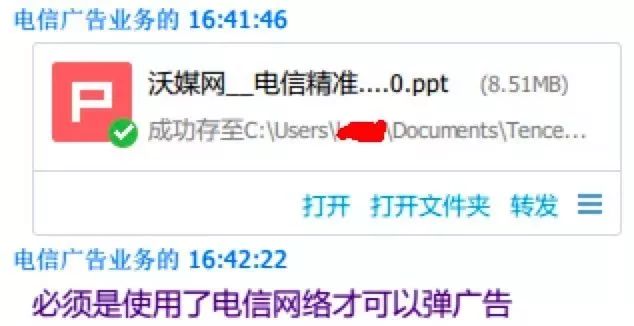 电信广告业务的 16:41:46
沃媒网__电信精准....0.ppt (8.51MB)
成功存至C:\Users\ \Documents\Tence...
打开 打开文件夹 转发
电信广告业务的 16:42:22
必须是使用了电信网络才可以弹广告